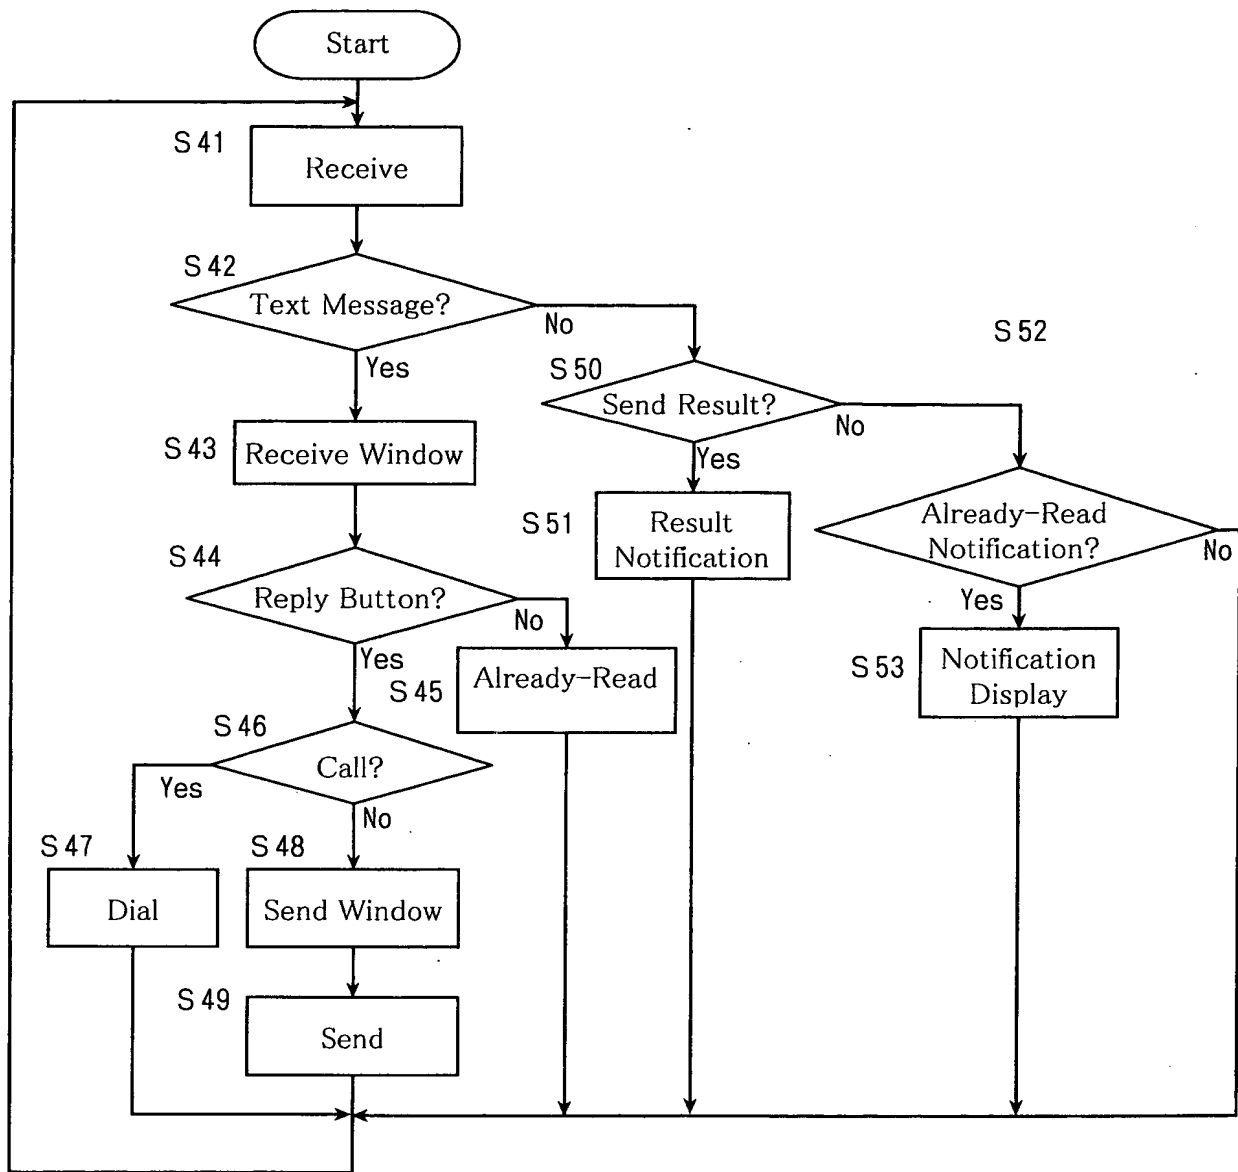 Start
S41
Receive
S42
Text Message?
No
Yes
S52
S50
Send Result?
No
Yes
S43
Receive Window
S51
Result
Notification
Already-Read
Notification?
No
Yes
S44
Reply Button?
No
Yes
S45
Already-Read
S53
Notification
Display
S46
Call?
Yes
No
S47
Dial
S48
Send Window
S49
Send